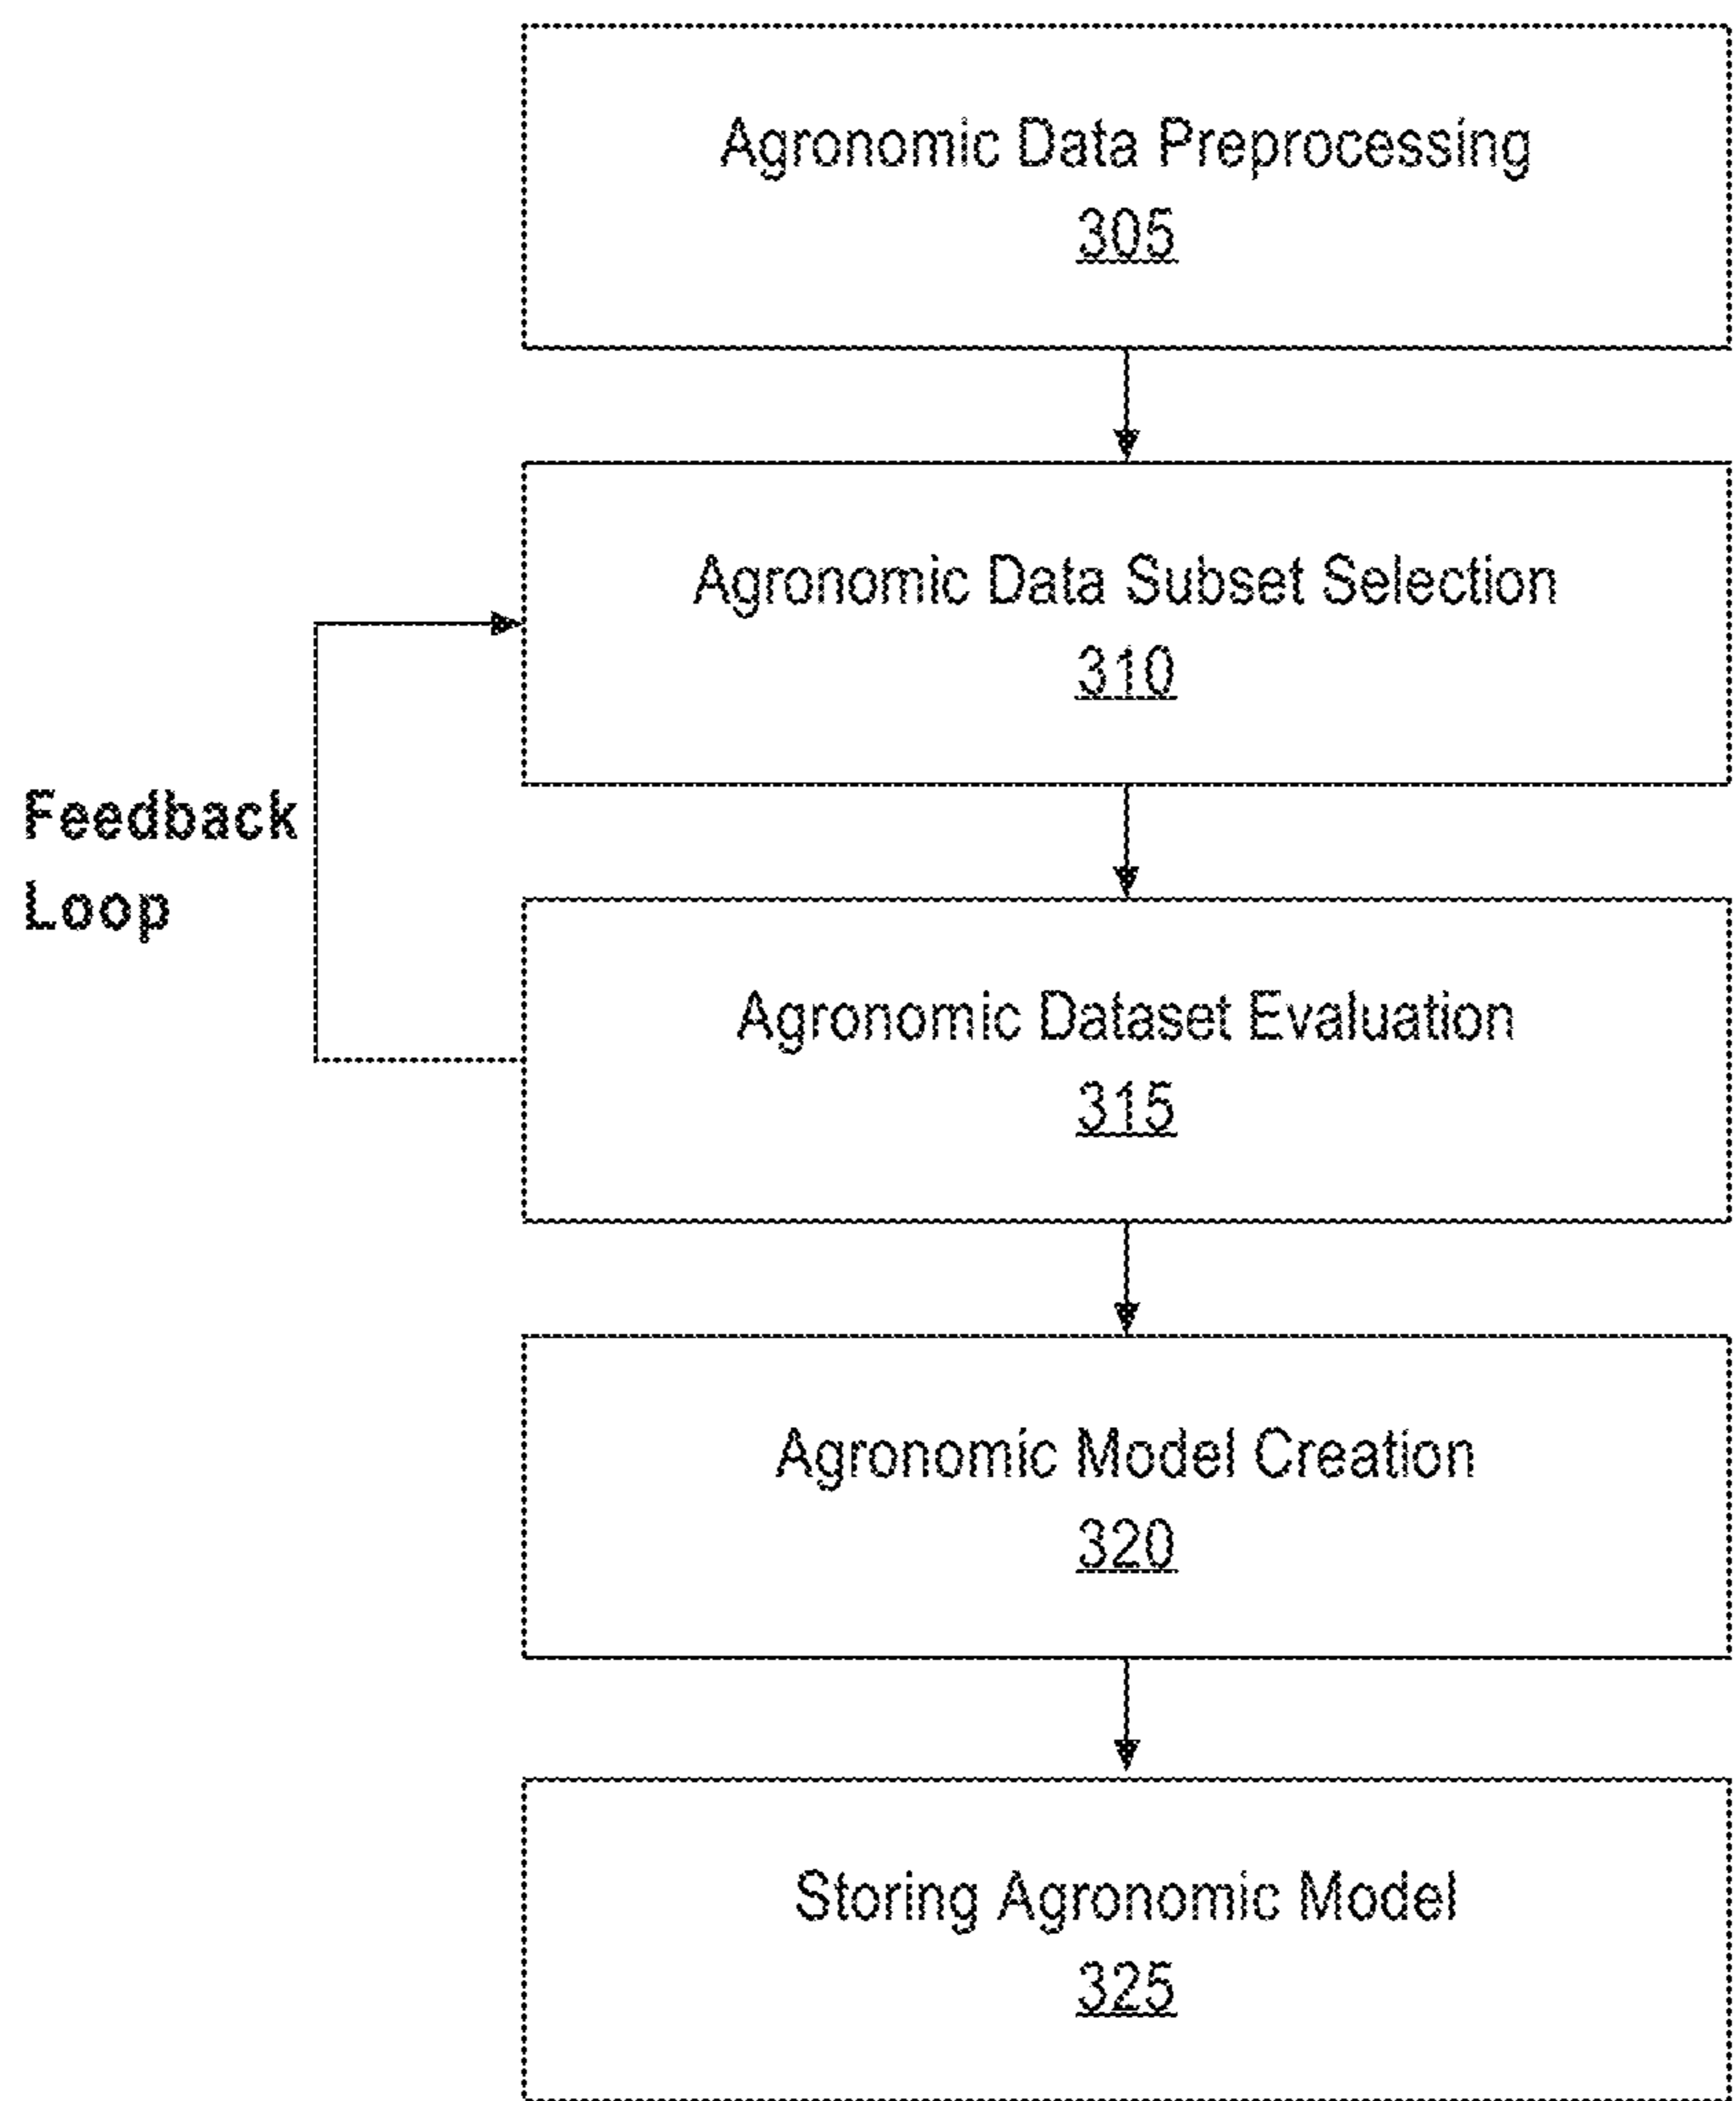 Agronomic Data Preprocessing
305
Agronomic Data Subset Selection
310
Feedback
Loop
Agronomic Dataset Evaluation
315
Agronomic Model Creation
320
Storing Agronomic Model
325